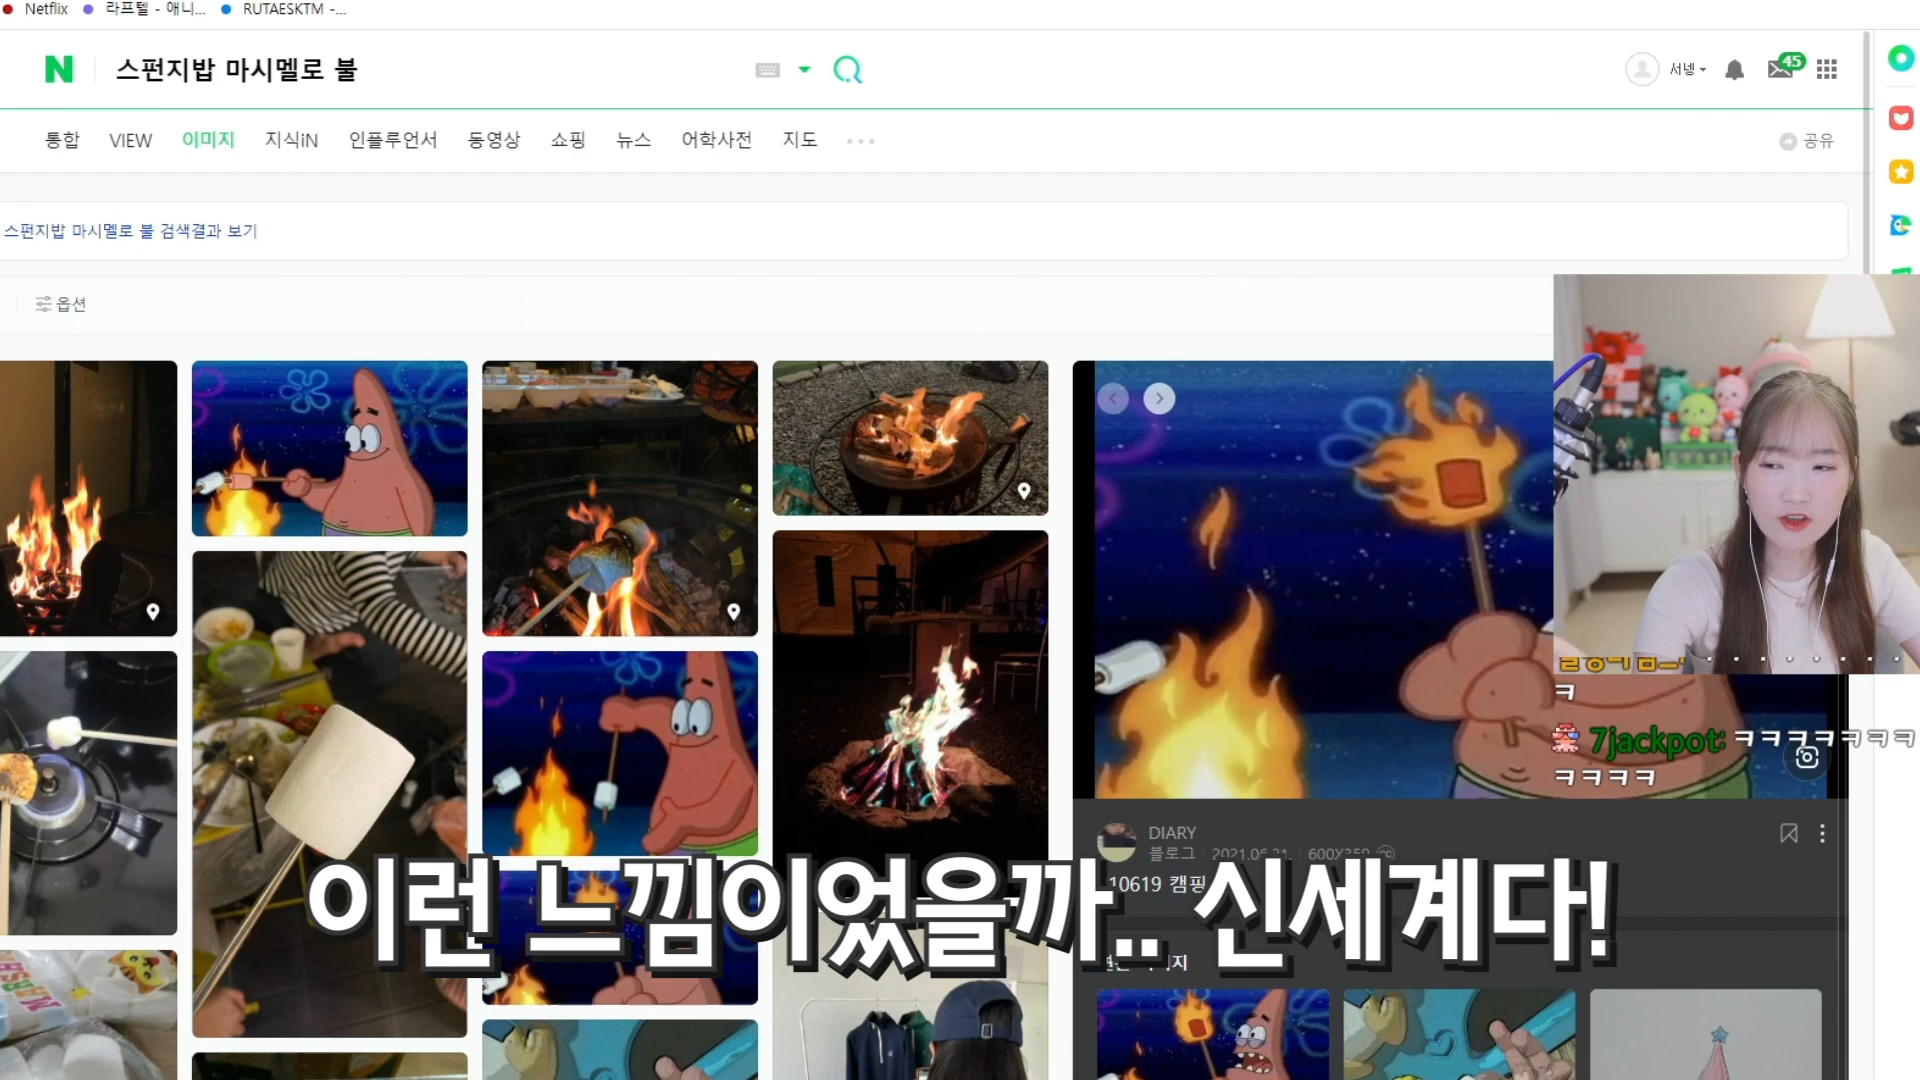 Netflix
라프텔 - 애니...
RUTAESKTM -...
N
스펀지밥 마시멜로 불
서넹
45
통합
VIEW
이미지
지식iN
인플루언서
동영상
쇼핑
뉴스
어학사전
지도
공유
스펀지밥 마시멜로 불 검색결과 보기
옵션
ㅋ
7jackpot: ㅋㅋㅋㅋㅋㅋㅋ
ㅋㅋㅋㅋ
DIARY
블로그
10619 캠핑
이런 느낌이었을까.. 신세계다!